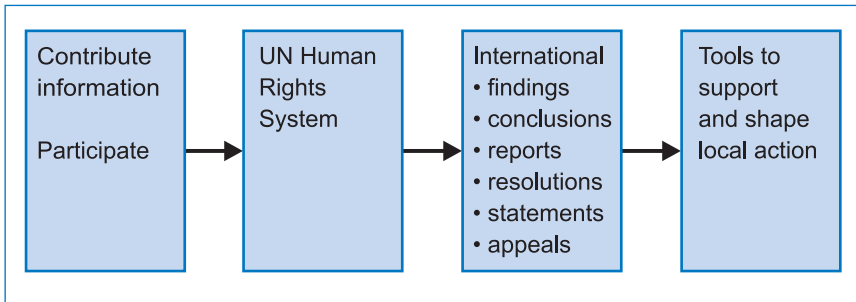 Contribute
information
Participate
UN Human
Rights
System
International
• findings
• conclusions
• reports
• resolutions
• statements
• appeals
Tools to
support
and shape
local action